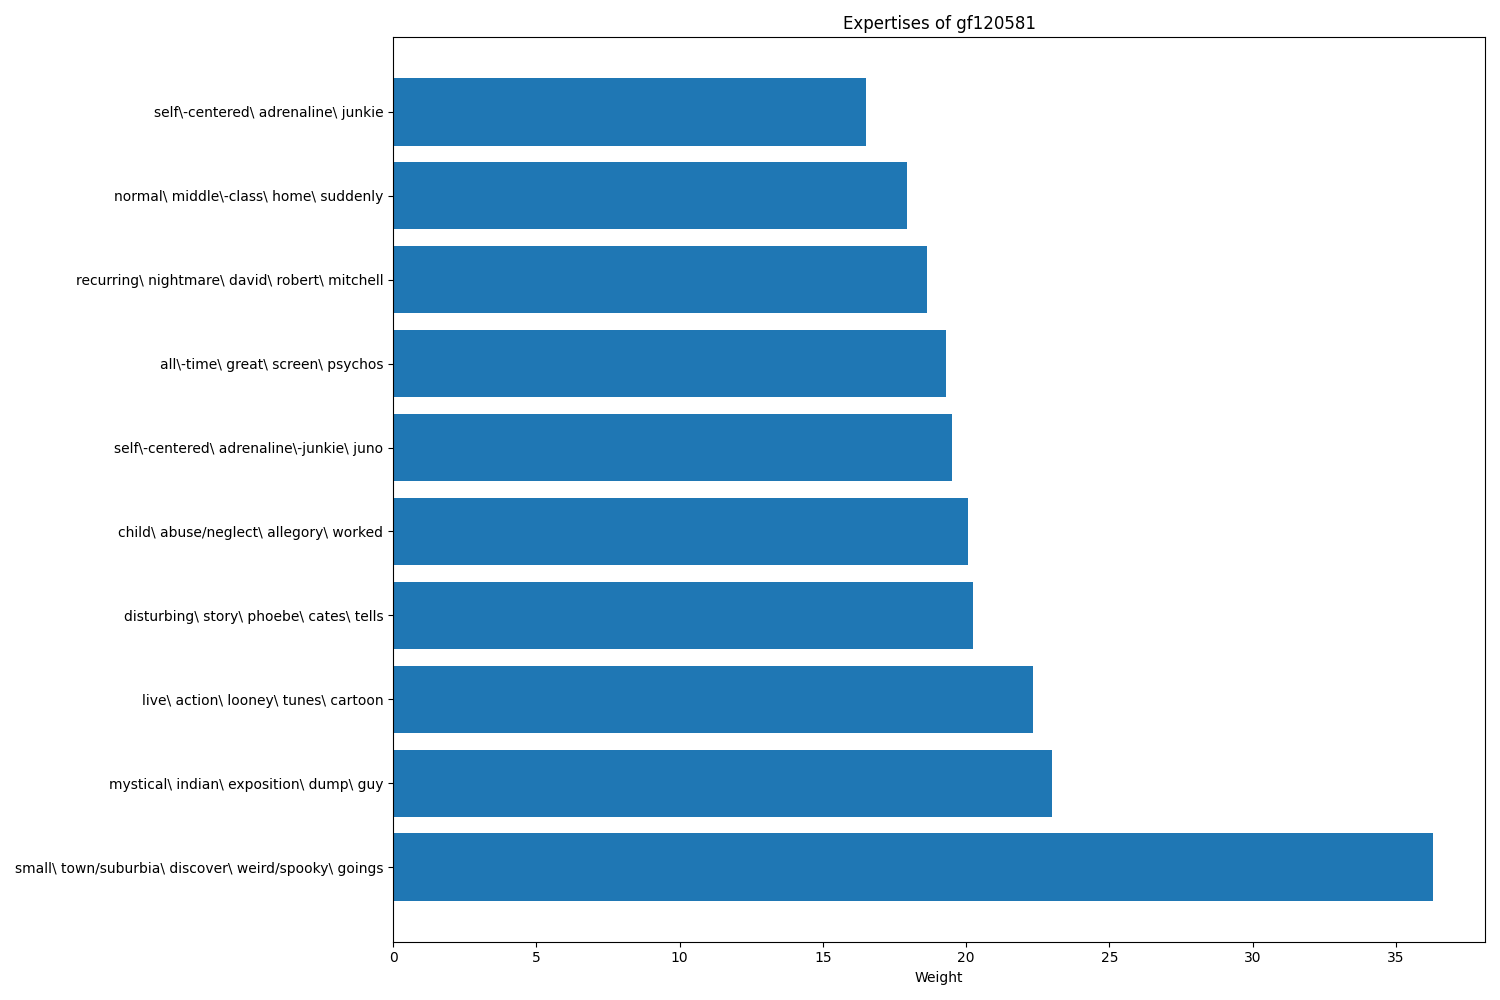 Expertises of gf120581
self\-centered\ adrenaline\ junkie
normal\ middle\-class\ home\ suddenly
recurring\ nightmare\ david\ robert\ mitchell
all\-time\ great\ screen\ psychos
self\-centered\ adrenaline\-junkie\ juno
child\ abuse/neglect\ allegory\ worked
disturbing\ story\ phoebe\ cates\ tells
live\ action\ looney\ tunes\ cartoon
mystical\ indian\ exposition\ dump\ guy
small\ town/suburbia\ discover\ weird/spooky\ goings
0 5 10 15 20 25 30 35
Weight